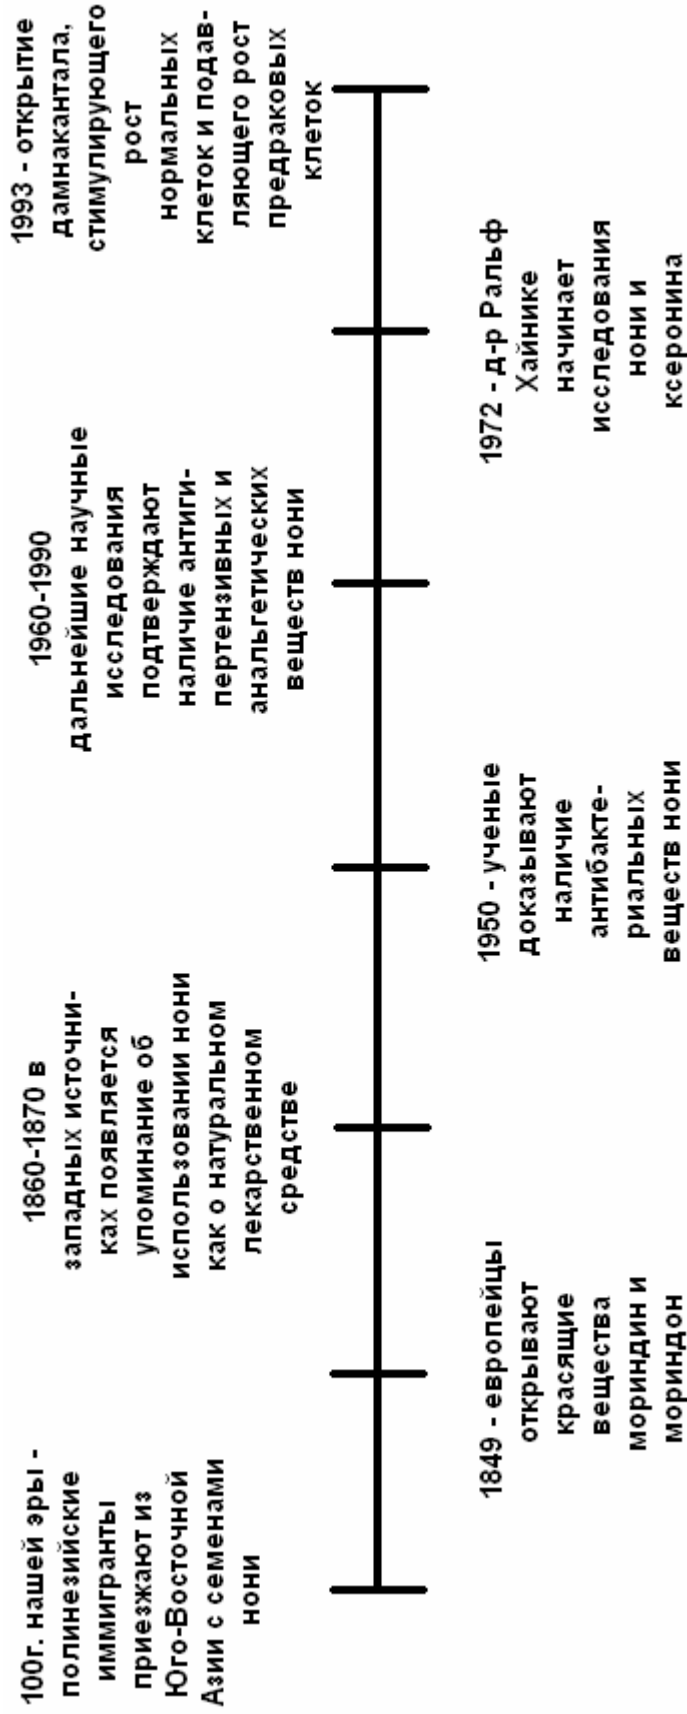 100г. нашей эры -
полинезийские
иммигранты
приезжают из
Юго-Восточной
Азии с семенами
нони
1849 - европейцы
открывают
красящие
вещества
мориндин и
мориндон
1860-1870 в
западных источни-
ках появляется
упоминание об
использовании нони
как о натуральном
лекарственном
средстве
1950 - ученые
доказывают
наличие
антибакте-
риальных
веществ нони
1960-1990
дальнейшие научные
исследования
подтверждают
наличие антиги-
пертензивных и
анальгетических
веществ нони
1972 - д-р Ральф
Хайнике
начинает
исследования
нони и
ксеронина
1993 - открытие
дамнакантала,
стимулирующего
рост
нормальных
клеток и подав-
ляющего рост
предраковых
клеток